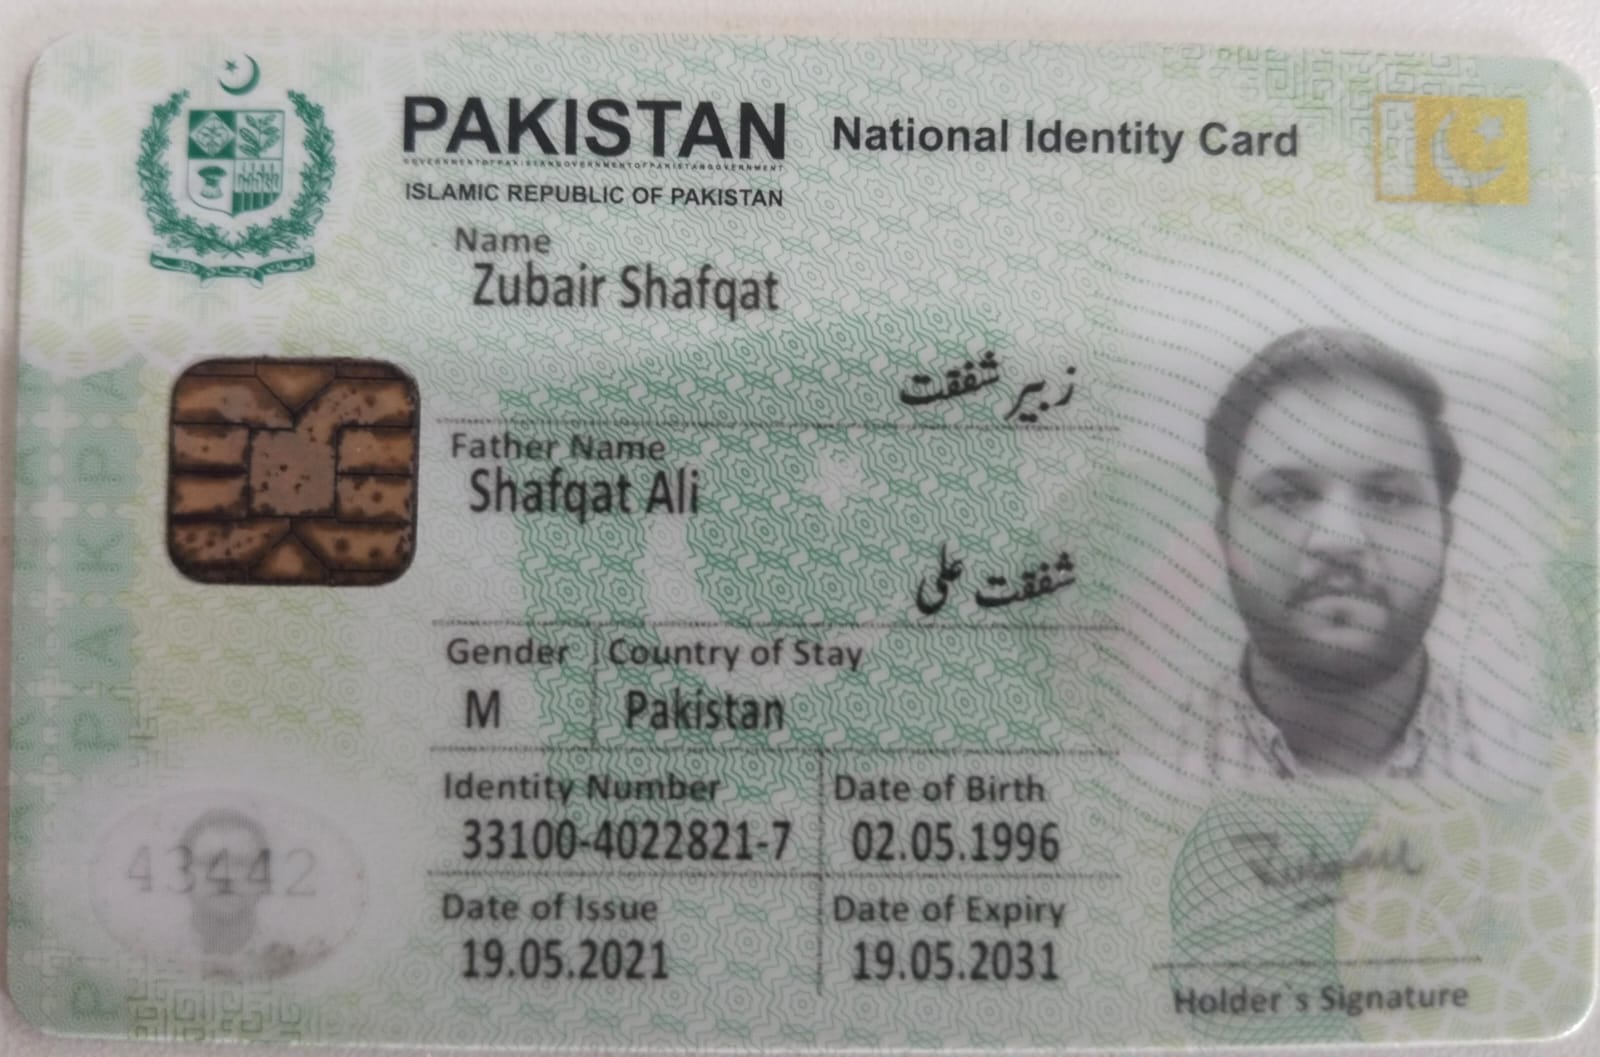 PAKISTAN National Identity Card
ISLAMIC REPUBLIC OF PAKISTAN
Name
Zubair Shafqat
زبیر شفقت
Father Name
Shafqat Ali
شفقت علی
Gender Country of Stay
M Pakistan
Identity Number Date of Birth
33100-4022821-7 02.05.1996
Date of Issue Date of Expiry
19.05.2021 19.05.2031
43442
Zubair
Holder`s Signature
PAKISTAN